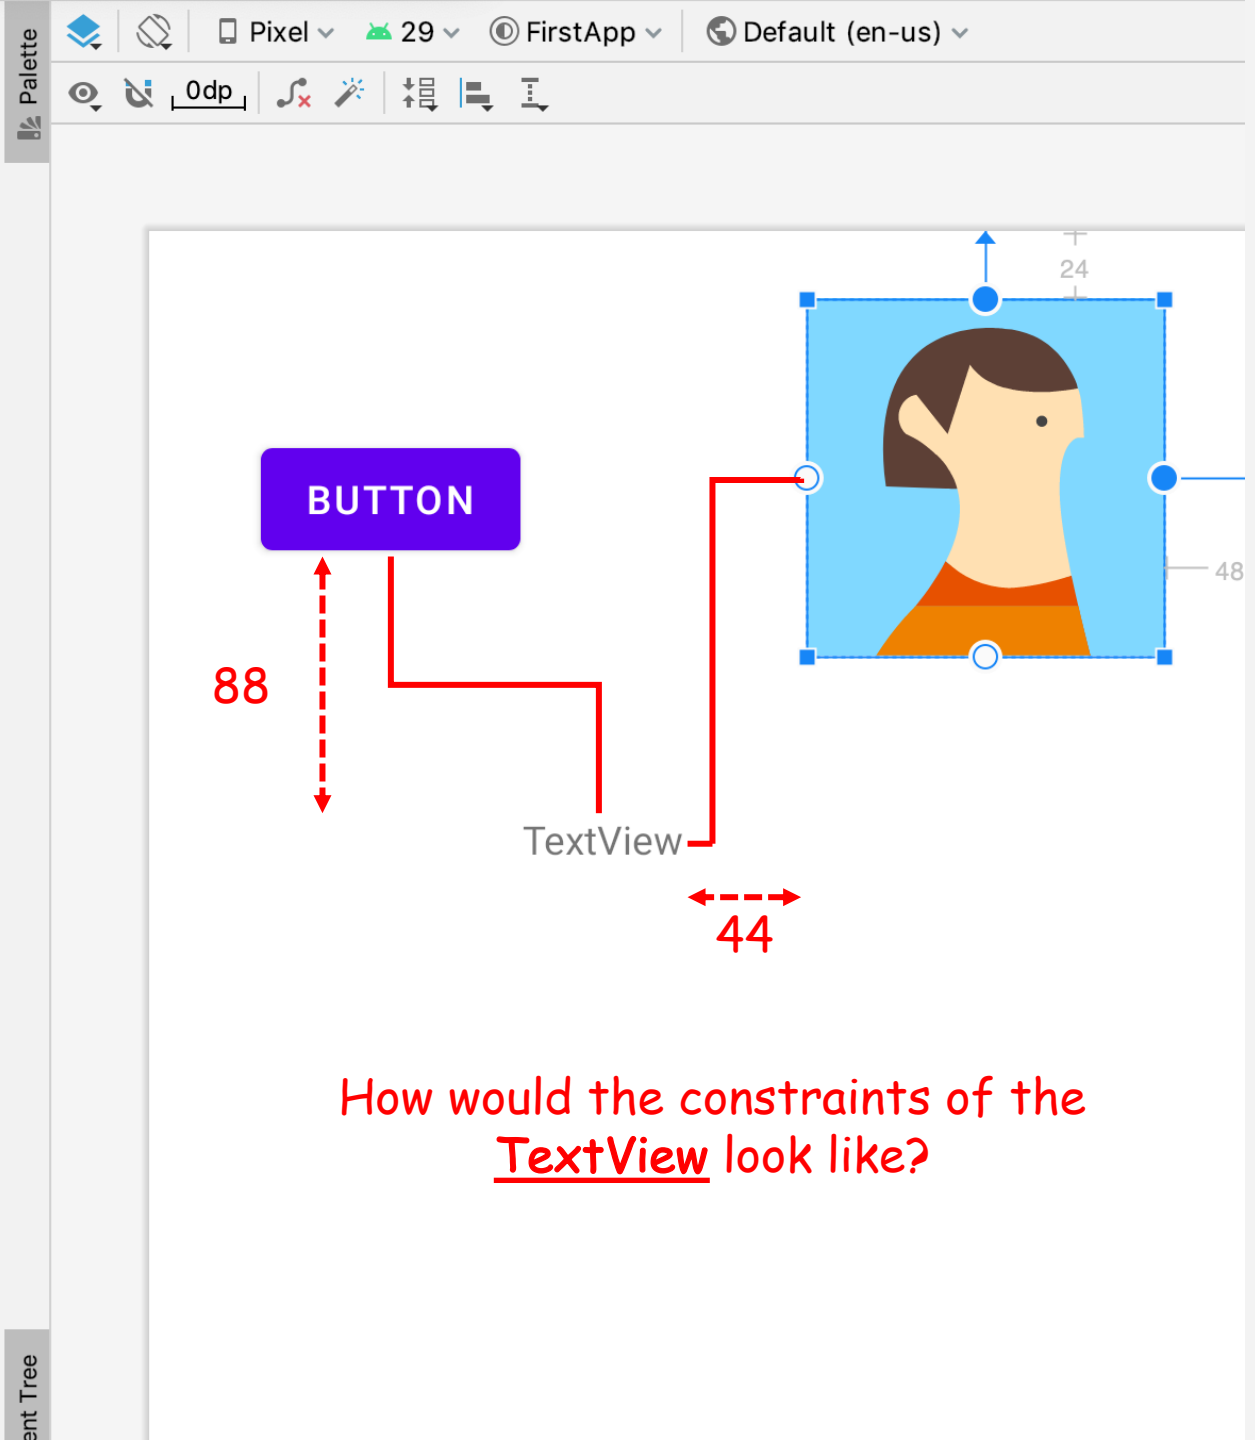 Palette
Pixel
29
FirstApp
Default (en-us)
0dp
24
BUTTON
48
88
TextView
44
How would the constraints of the
TextView look like?
ent Tree